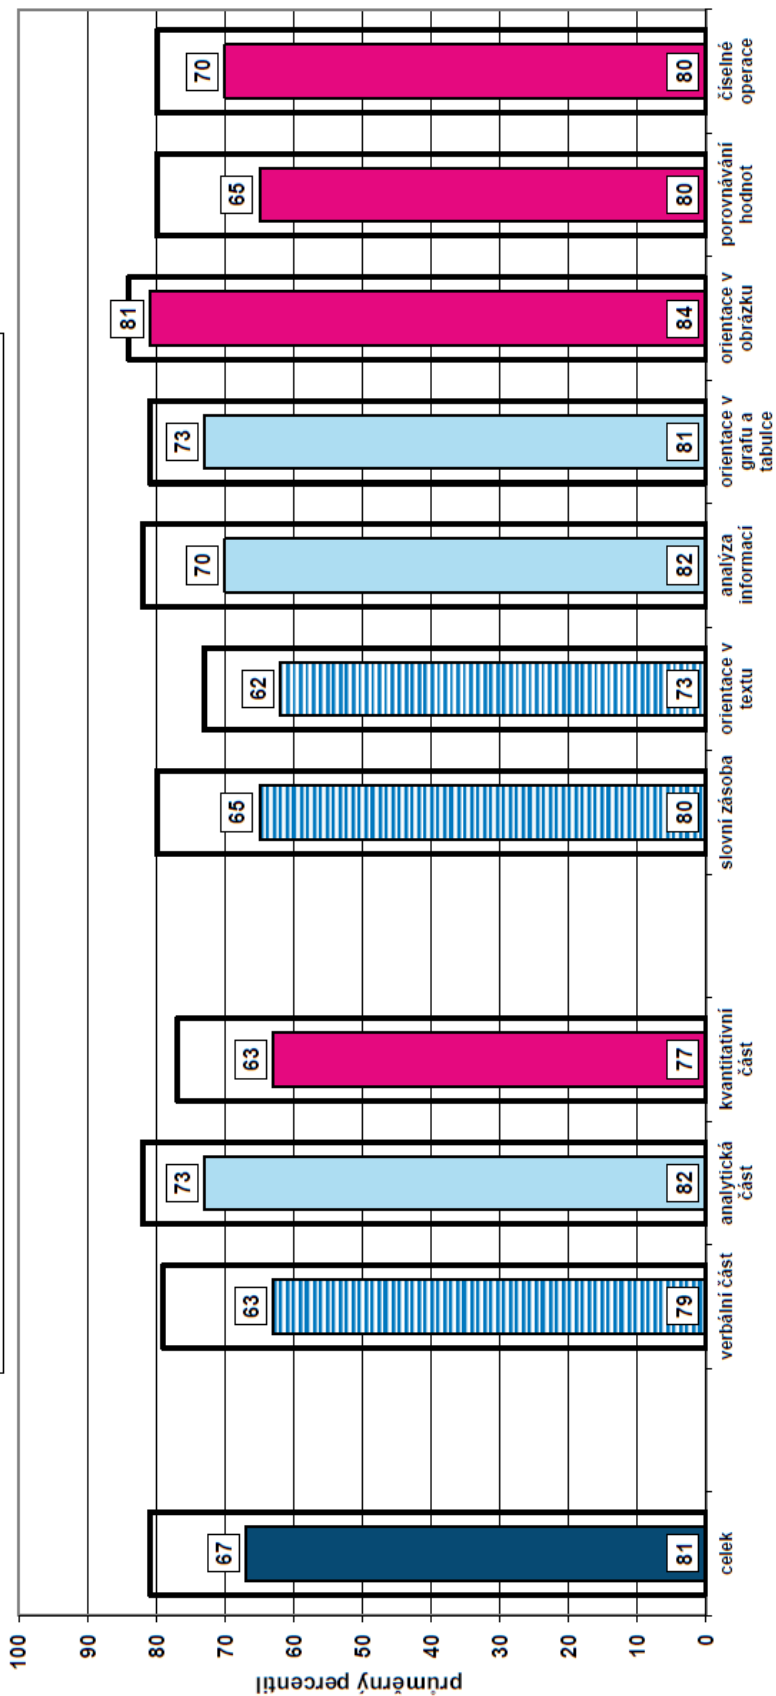 100
90
80
70
60
50
40
30
20
10
0
průměrný percentil
67
63
73
63
65
62
70
73
81
65
70
81
79
82
77
80
73
82
81
84
80
80
celek
verbální část
analytická
část
kvantitativní
část
slovní zásoba
orientace v
textu
analýza
informací
orientace v
grafu a
tabulce
orientace v
obrázku
porovnávání
hodnot
číselné
operace